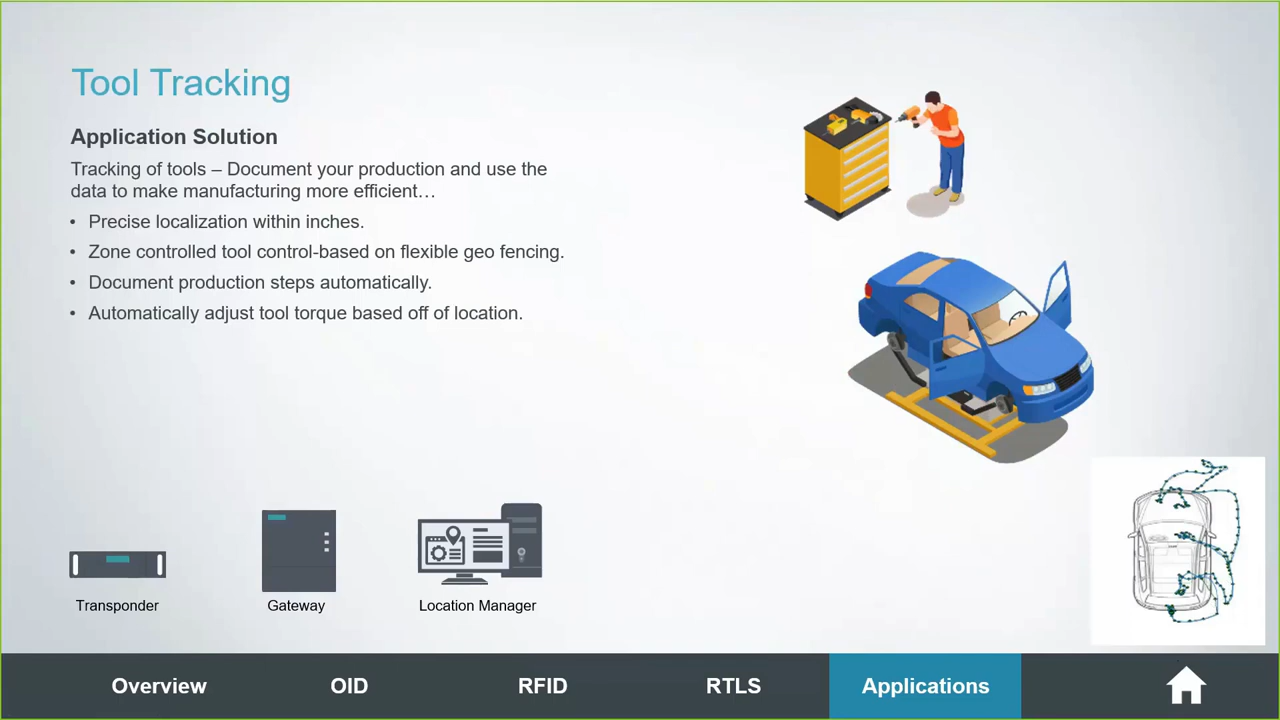 Tool Tracking
Application Solution
Tracking of tools – Document your production and use the
data to make manufacturing more efficient…
• Precise localization within inches.
• Zone controlled tool control-based on flexible geo fencing.
• Document production steps automatically.
• Automatically adjust tool torque based off of location.
Transponder
Gateway
Location Manager
Overview
OID
RFID
RTLS
Applications